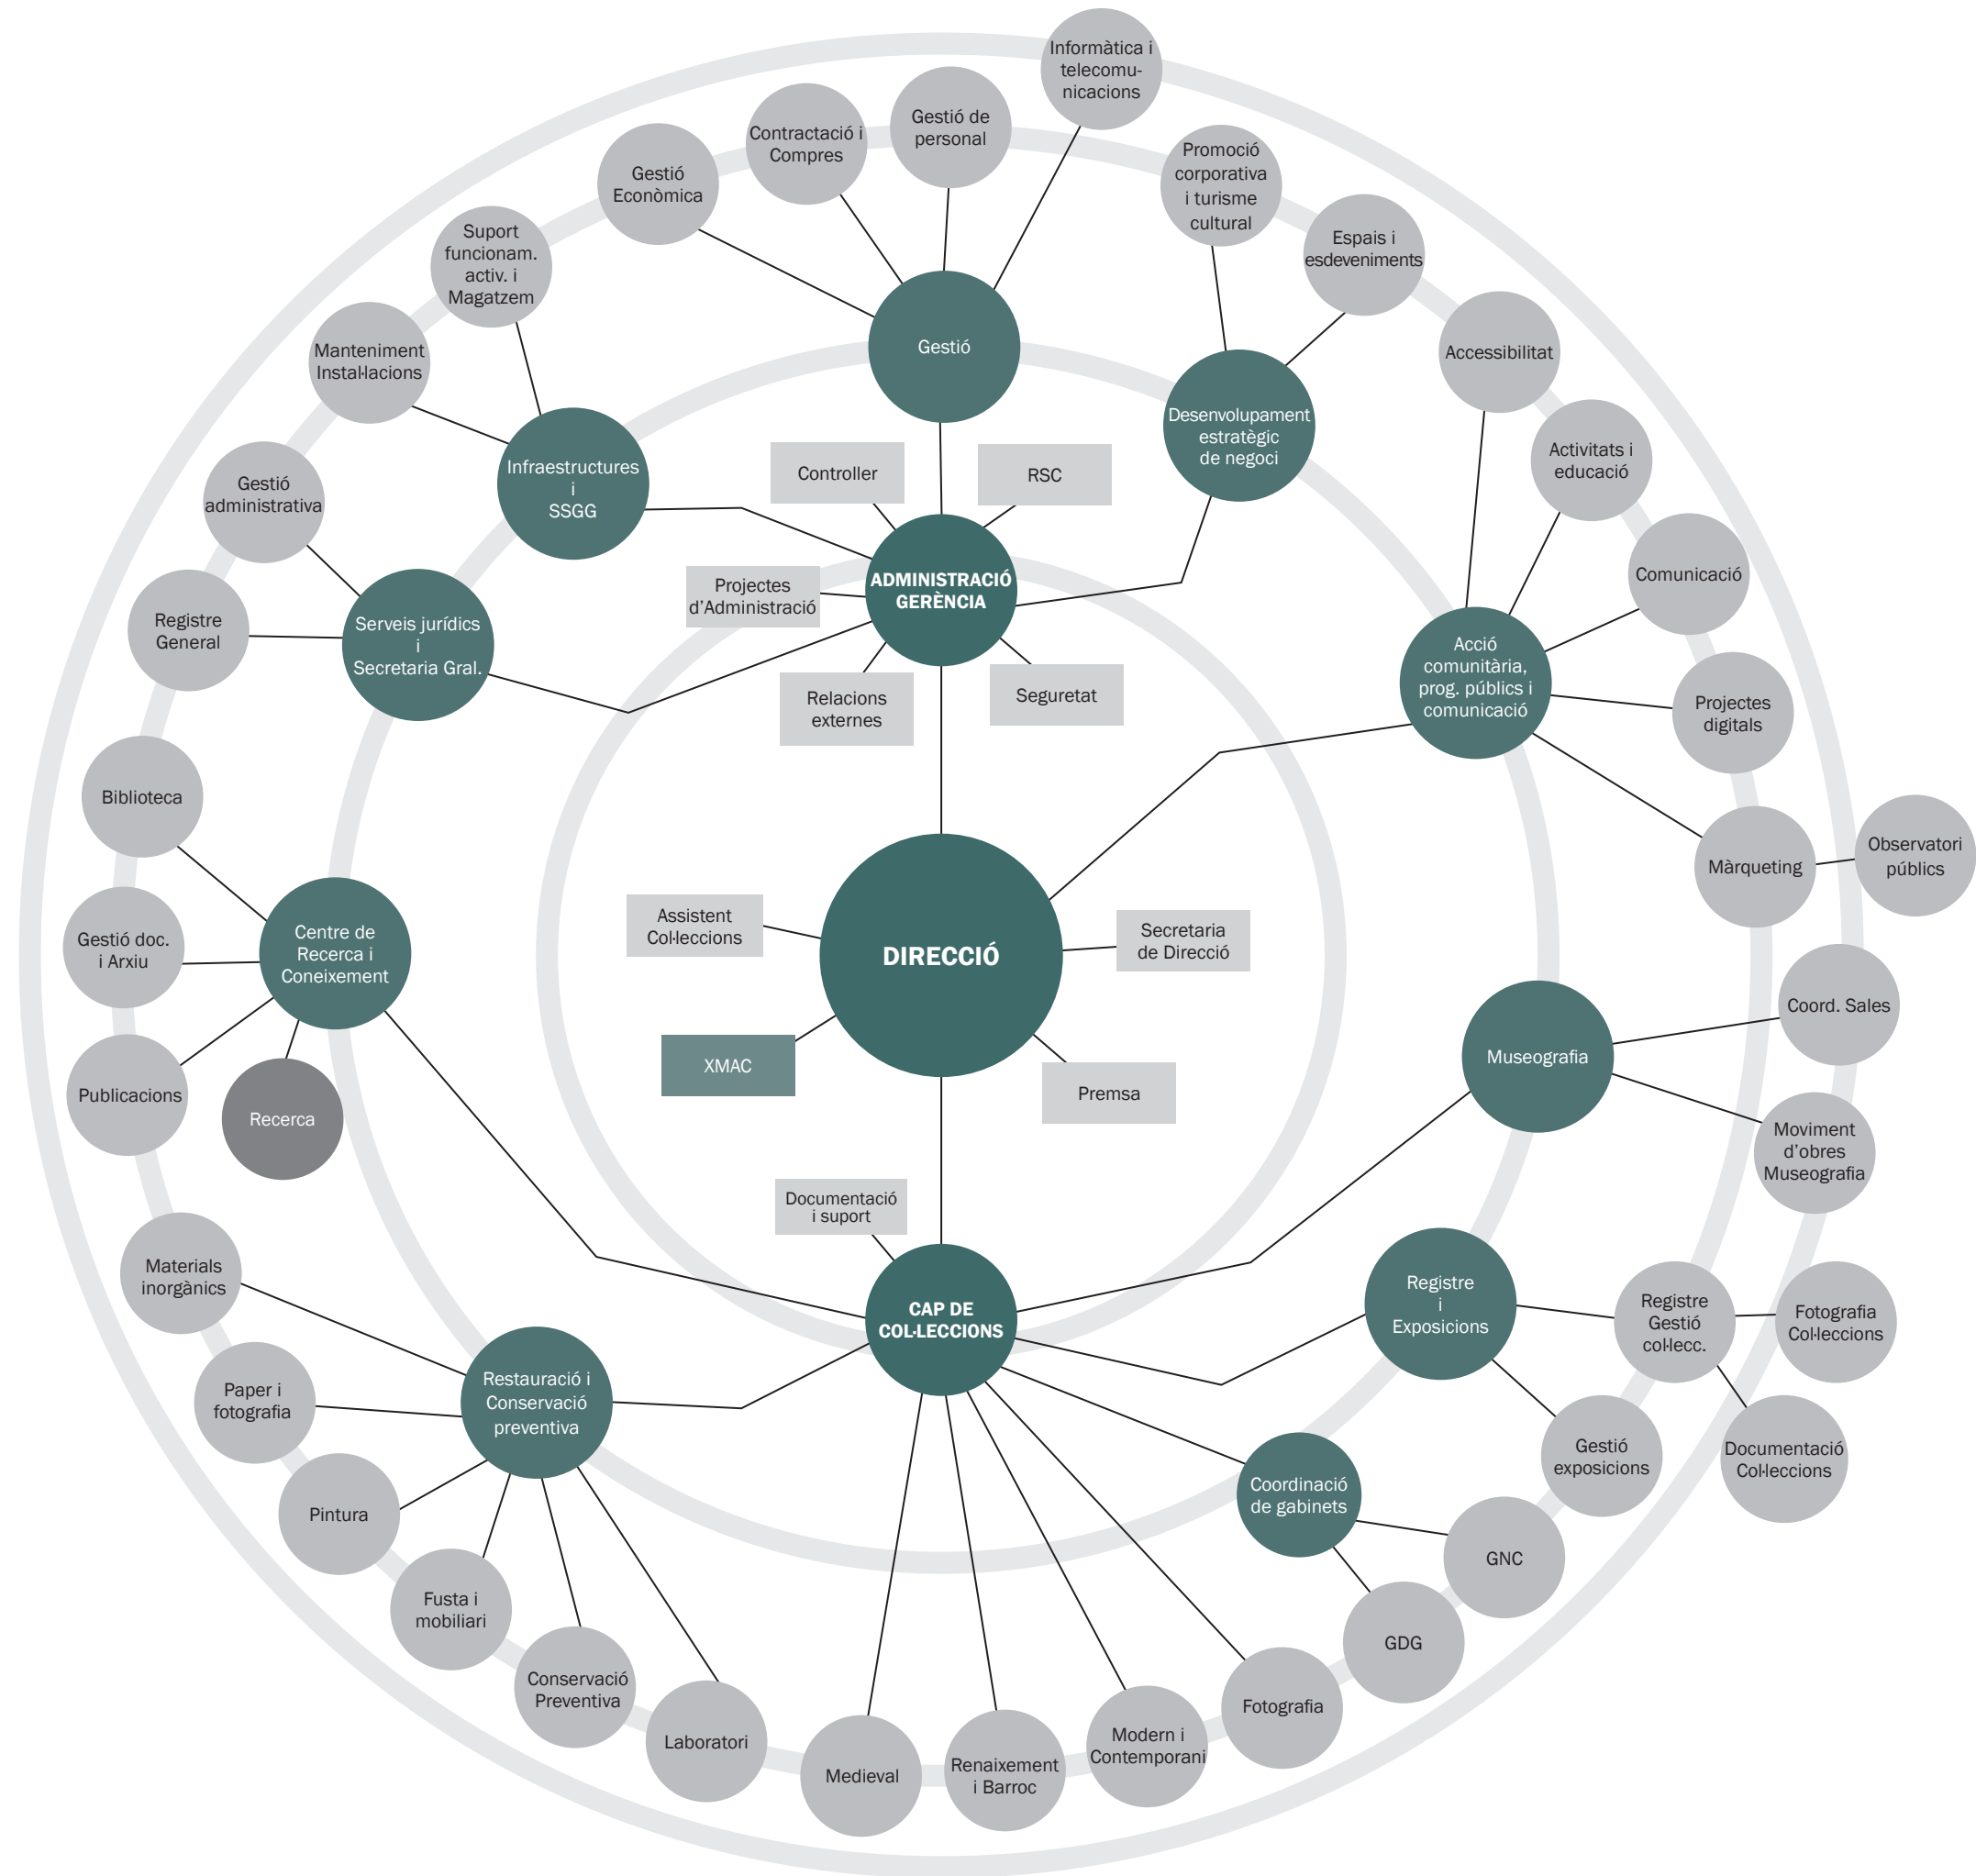 Informàtica i
telecomu-
nicacions
Gestió de
personal
Contractació i
Compres
Gestió
Econòmica
Promoció
corporativa
i turisme
cultural
Espais i
esdeveniments
Suport
funcionam.
activ. i
Magatzem
Manteniment
Instal·lacions
Gestió
Accessibilitat
Desenvolupament
estratègic
de negoci
Activitats i
educació
Infraestructures
i
SSGG
Controller
RSC
Gestió
administrativa
Comunicació
ADMINISTRACIÓ
GERÈNCIA
Projectes
d’Administració
Registre
General
Serveis jurídics
i
Secretaria Gral.
Acció
comunitària,
prog. públics i
comunicació
Relacions
externes
Seguretat
Projectes
digitals
Biblioteca
Màrqueting
Observatori
públics
Assistent
Col·leccions
Secretaria
de Direcció
DIRECCIÓ
Gestió doc.
i Arxiu
Centre de
Recerca i
Coneixement
Coord. Sales
Museografia
XMAC
Premsa
Publicacions
Recerca
Moviment
d’obres
Museografia
Documentació
i suport
Materials
inorgànics
CAP DE
COL·LECCIONS
Registre
i
Exposicions
Registre
Gestió
col·lecc.
Fotografia
Col·leccions
Paper i
fotografia
Restauració i
Conservació
preventiva
Gestió
exposicions
Documentació
Col·leccions
Coordinació
de gabinets
Pintura
GNC
Fusta i
mobiliari
GDG
Conservació
Preventiva
Fotografia
Laboratori
Modern i
Contemporani
Medieval
Renaixement
i Barroc